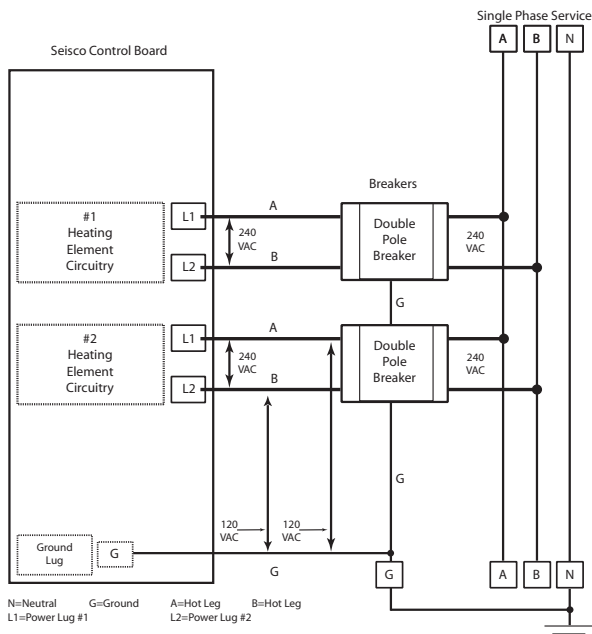 Single Phase Service
A B N
Seisco Control Board
Breakers
#1
Heating
Element
Circuitry
L1
A
240
VAC
L2
B
Double
Pole
Breaker
240
VAC
G
#2
Heating
Element
Circuitry
L1
A
240
VAC
L2
B
Double
Pole
Breaker
240
VAC
G
120
VAC
120
VAC
Ground
Lug
G
G
G
A B N
N=Neutral G=Ground A=Hot Leg B=Hot Leg
L1=Power Lug #1 L2=Power Lug #2